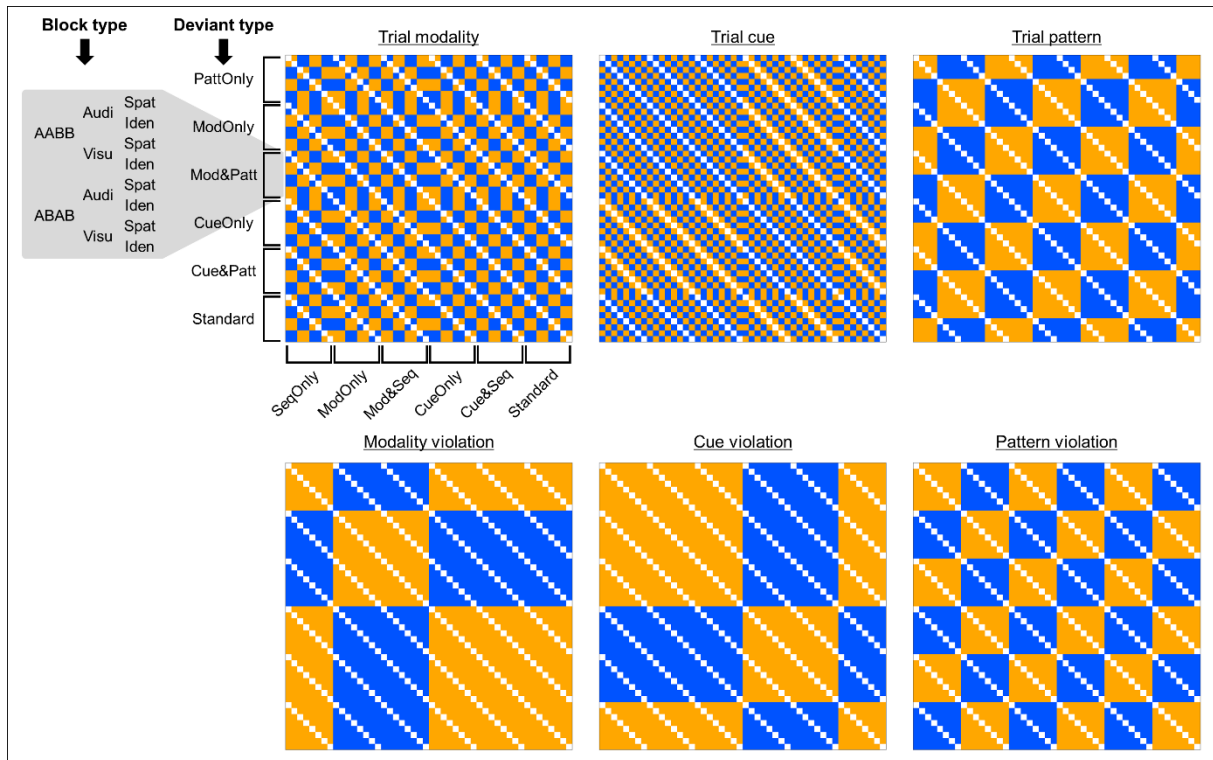 Block type
Deviant type
Trial modality
Trial cue
Trial pattern
AABB
Audi
Spat
Iden
Visu
Spat
Iden
ABAB
Audi
Spat
Iden
Visu
Spat
Iden
PattOnly
ModOnly
Mod&Patt
CueOnly
Cue&Patt
Standard
SeqOnly
ModOnly
Mod&Seq
CueOnly
Cue&Seq
Standard
Modality violation
Cue violation
Pattern violation